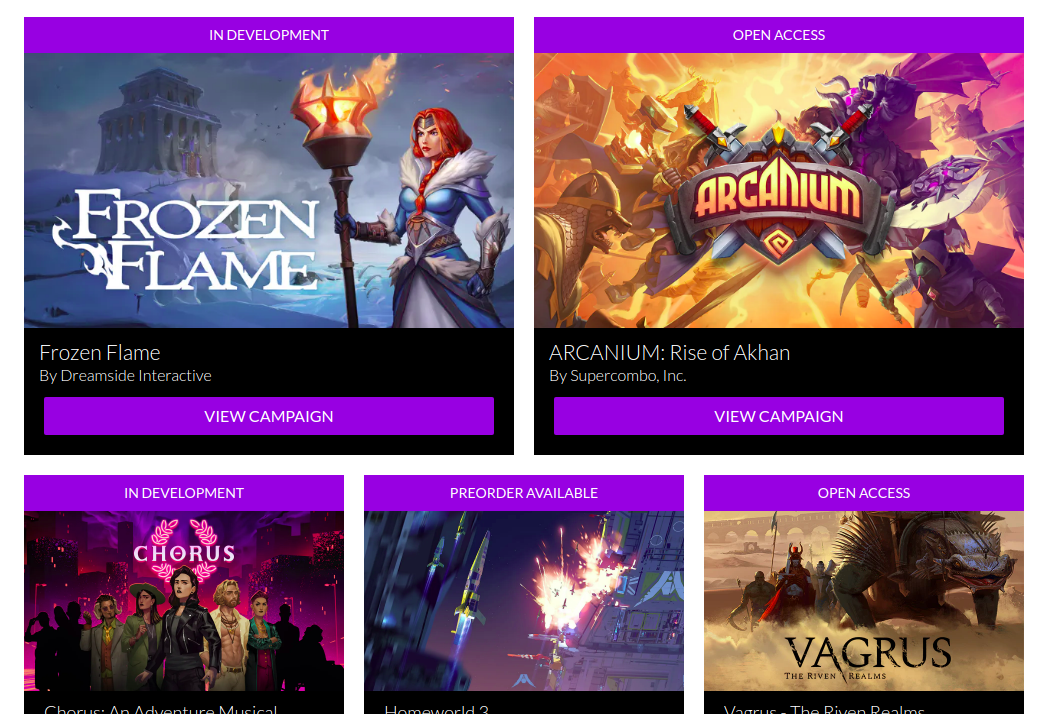 IN DEVELOPMENT
FROZEN
FLAME
Frozen Flame
By Dreamside Interactive
VIEW CAMPAIGN
OPEN ACCESS
ARCANIUM
ARCANIUM: Rise of Akhan
By Supercombo, Inc.
VIEW CAMPAIGN
IN DEVELOPMENT
CHORUS
Chorus: An Adventure Musical
PREORDER AVAILABLE
Homeworld 3
OPEN ACCESS
VAGRUS
THE RIVEN REALMS
Vagrus - The Riven Realms